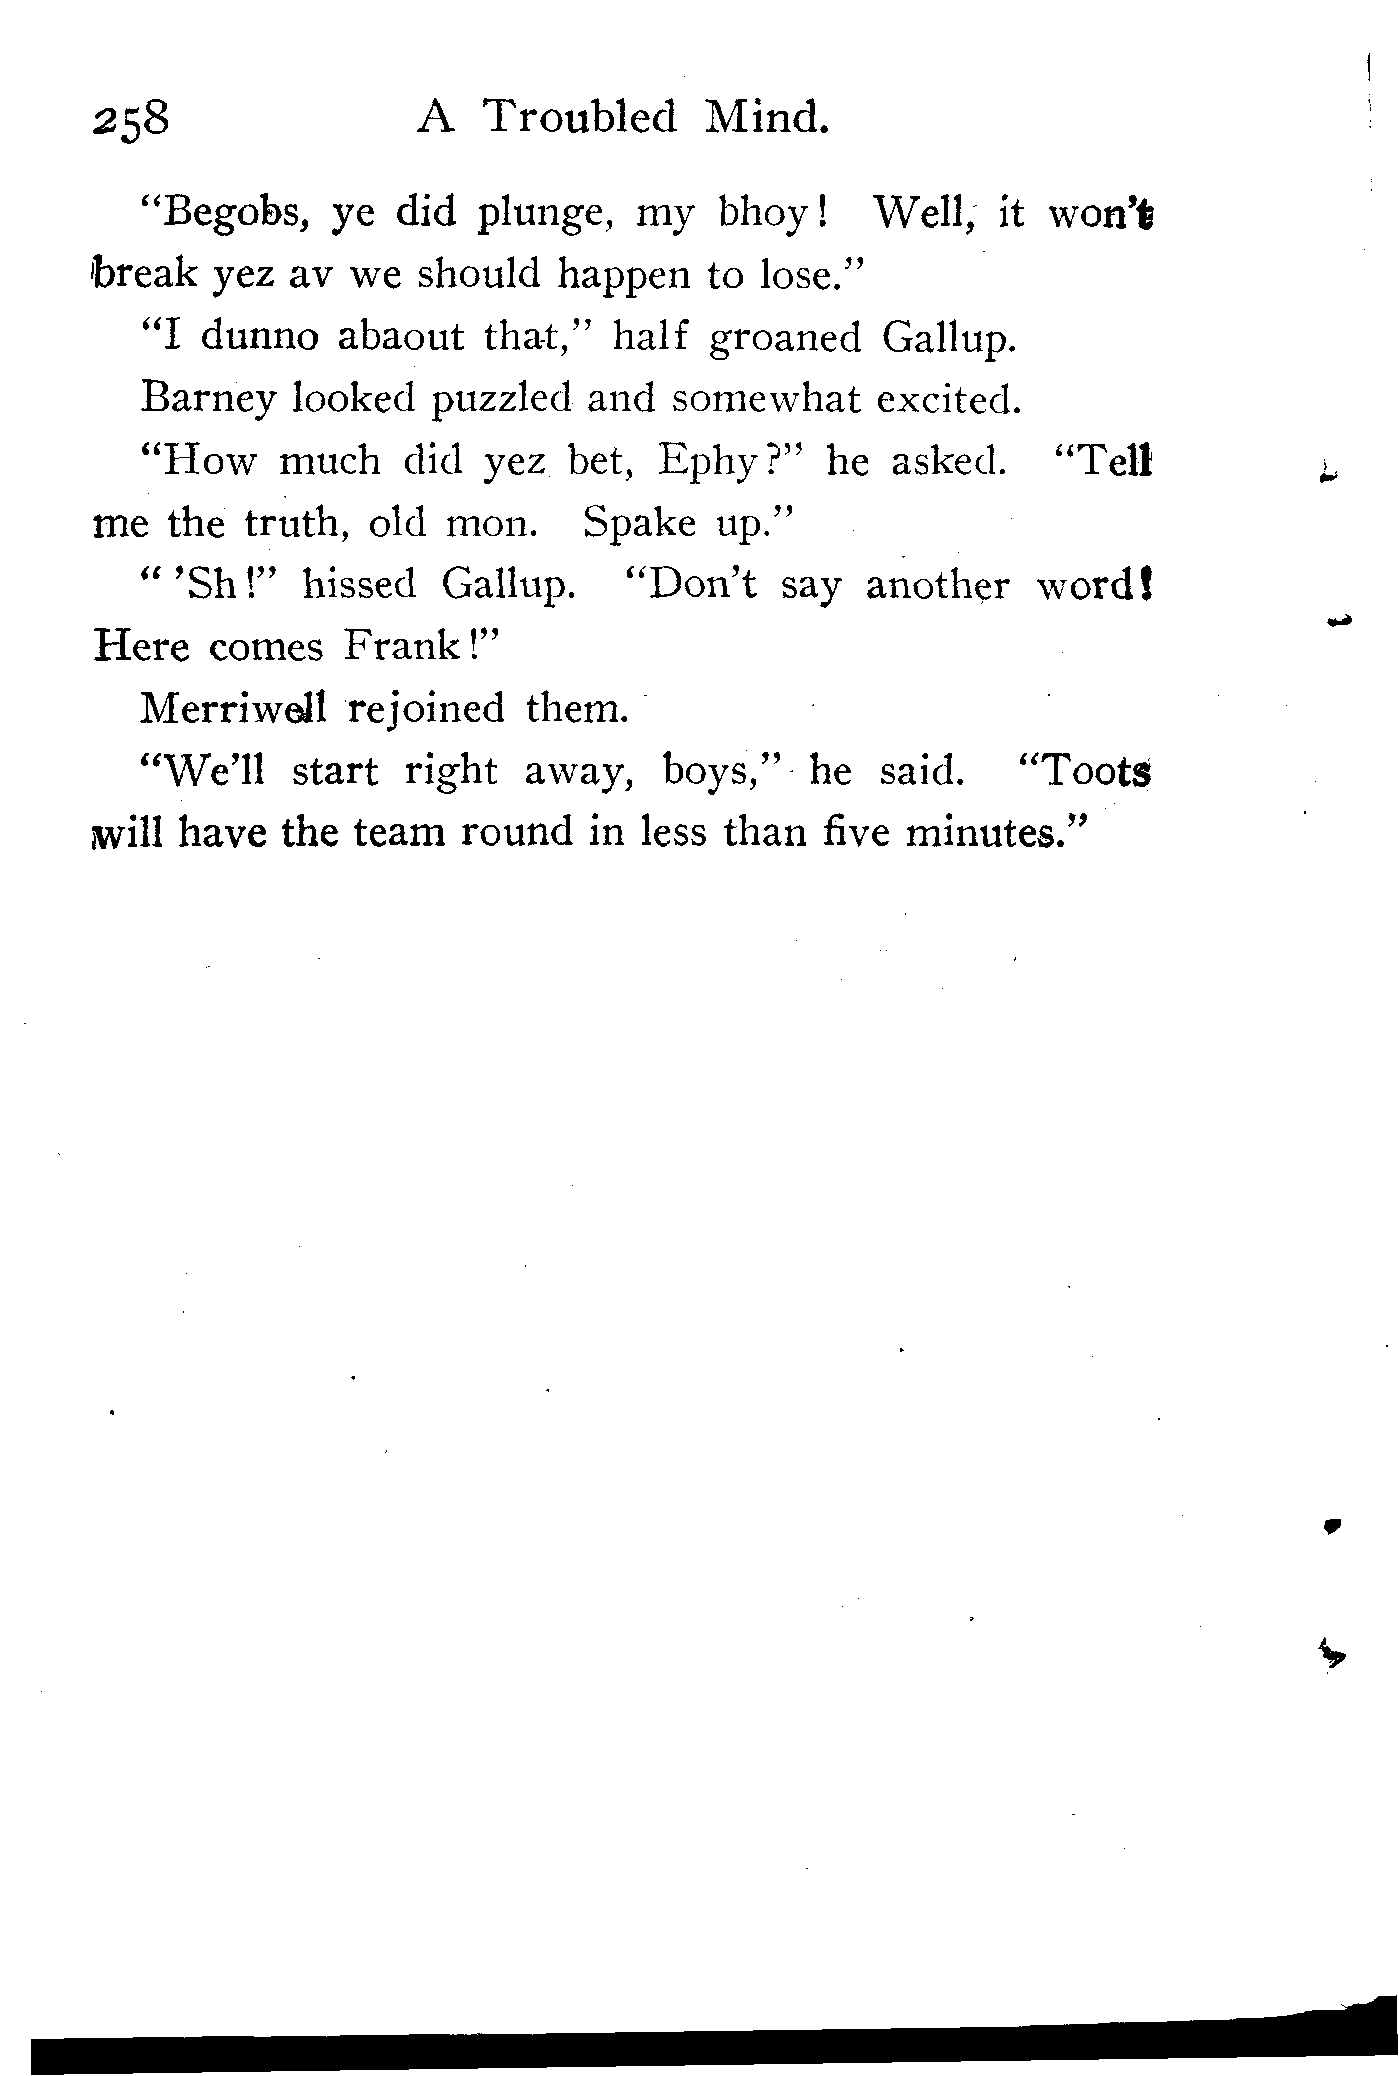 258 A Troubled Mind.
“Begobs, ye did plunge, my bhoy! Well, it won’t
break yez av we should happen to lose.”
“I dunno abaout that,” half groaned Gallup.
Barney looked puzzled and somewhat excited.
“How much did yez bet, Ephy?” he asked. “Tell
me the truth, old mon. Spake up.”
“ ’Sh!” hissed Gallup. “Don’t say another word!
Here comes Frank!”
Merriwell rejoined them.
“We’ll start right away, boys,” he said. “Toots
will have the team round in less than five minutes.”